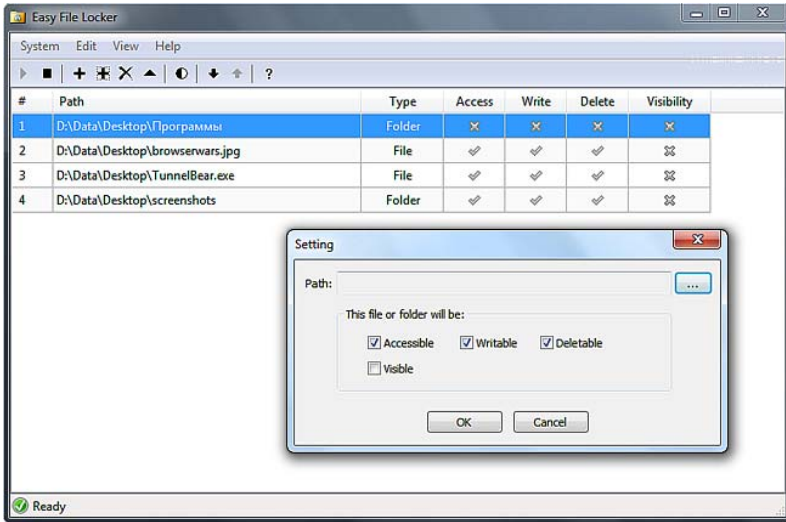 Easy File Locker
System Edit View Help
?
# Path Type Access Write Delete Visibility
1 D:\Data\Desktop\Программы Folder
2 D:\Data\Desktop\browserwars.jpg File
3 D:\Data\Desktop\TunnelBear.exe File
4 D:\Data\Desktop\screenshots Folder
Setting
Path: ...
This file or folder will be:
Accessible Writable Deletable
Visible
OK Cancel
Ready